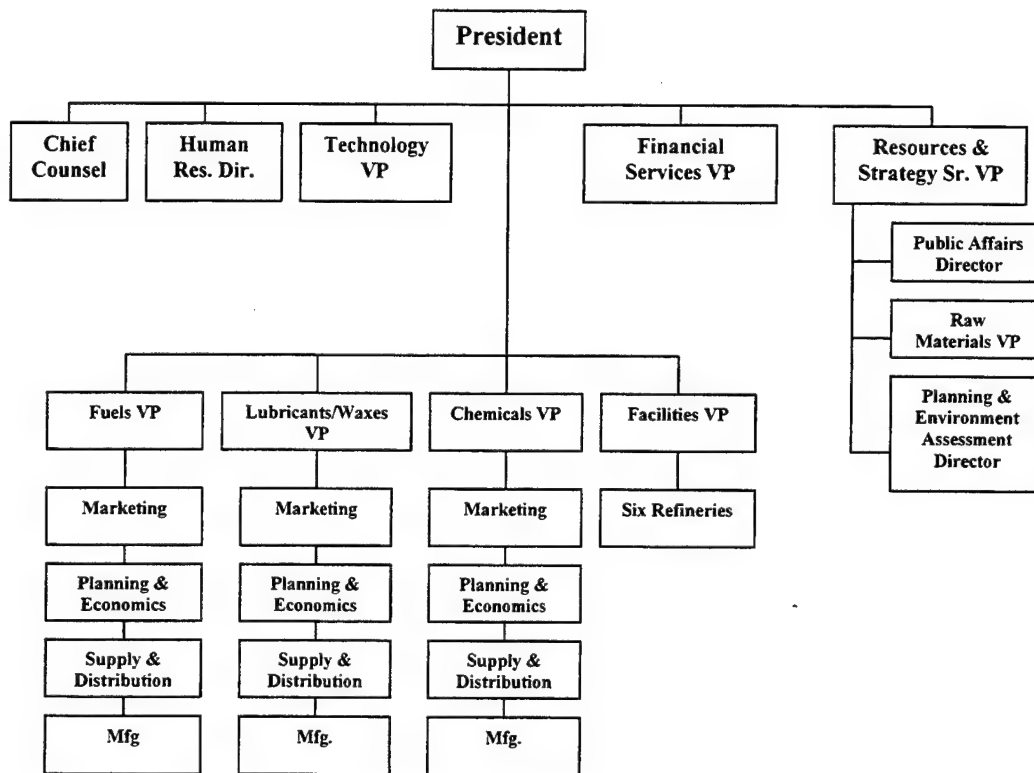 President
Chief
Counsel
Human
Res. Dir.
Technology
VP
Financial
Services VP
Resources &
Strategy Sr. VP
Public Affairs
Director
Raw
Materials VP
Planning &
Environment
Assessment
Director
Fuels VP
Lubricants/Waxes
VP
Chemicals VP
Facilities VP
Marketing
Marketing
Marketing
Six Refineries
Planning &
Economics
Planning &
Economics
Planning &
Economics
Supply &
Distribution
Supply &
Distribution
Supply &
Distribution
Mfg
Mfg.
Mfg.